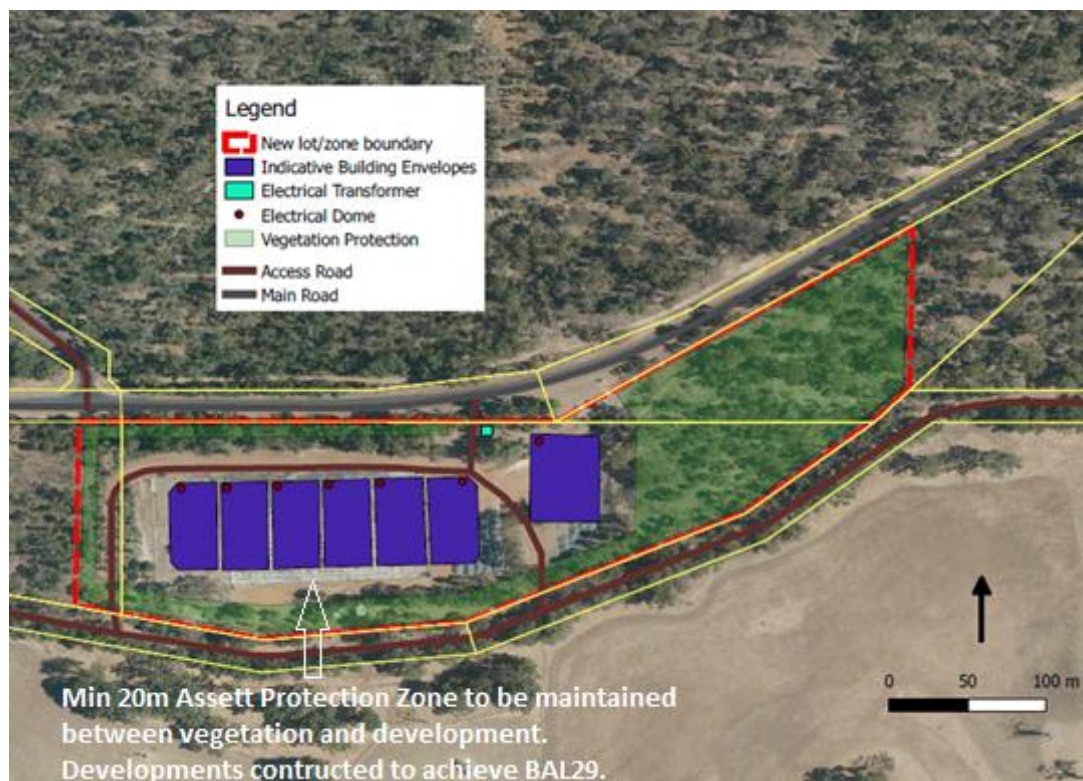 Legend
New lot/zone boundary
Indicative Building Envelopes
Electrical Transformer
Electrical Dome
Vegetation Protection
Access Road
Main Road
0 50 100 m
Min 20m Assett Protection Zone to be maintained
between vegetation and development.
Developments contructed to achieve BAL29.